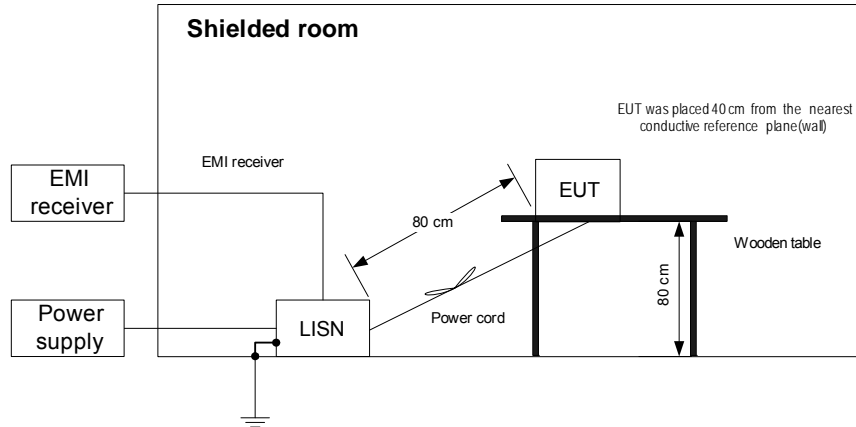 Shielded room
EUT was placed 40 cm from the nearest
conductive reference plane(wall)
EMI receiver
EMI
receiver
EUT
80 cm
Wooden table
80 cm
Power
supply
LISN
Power cord